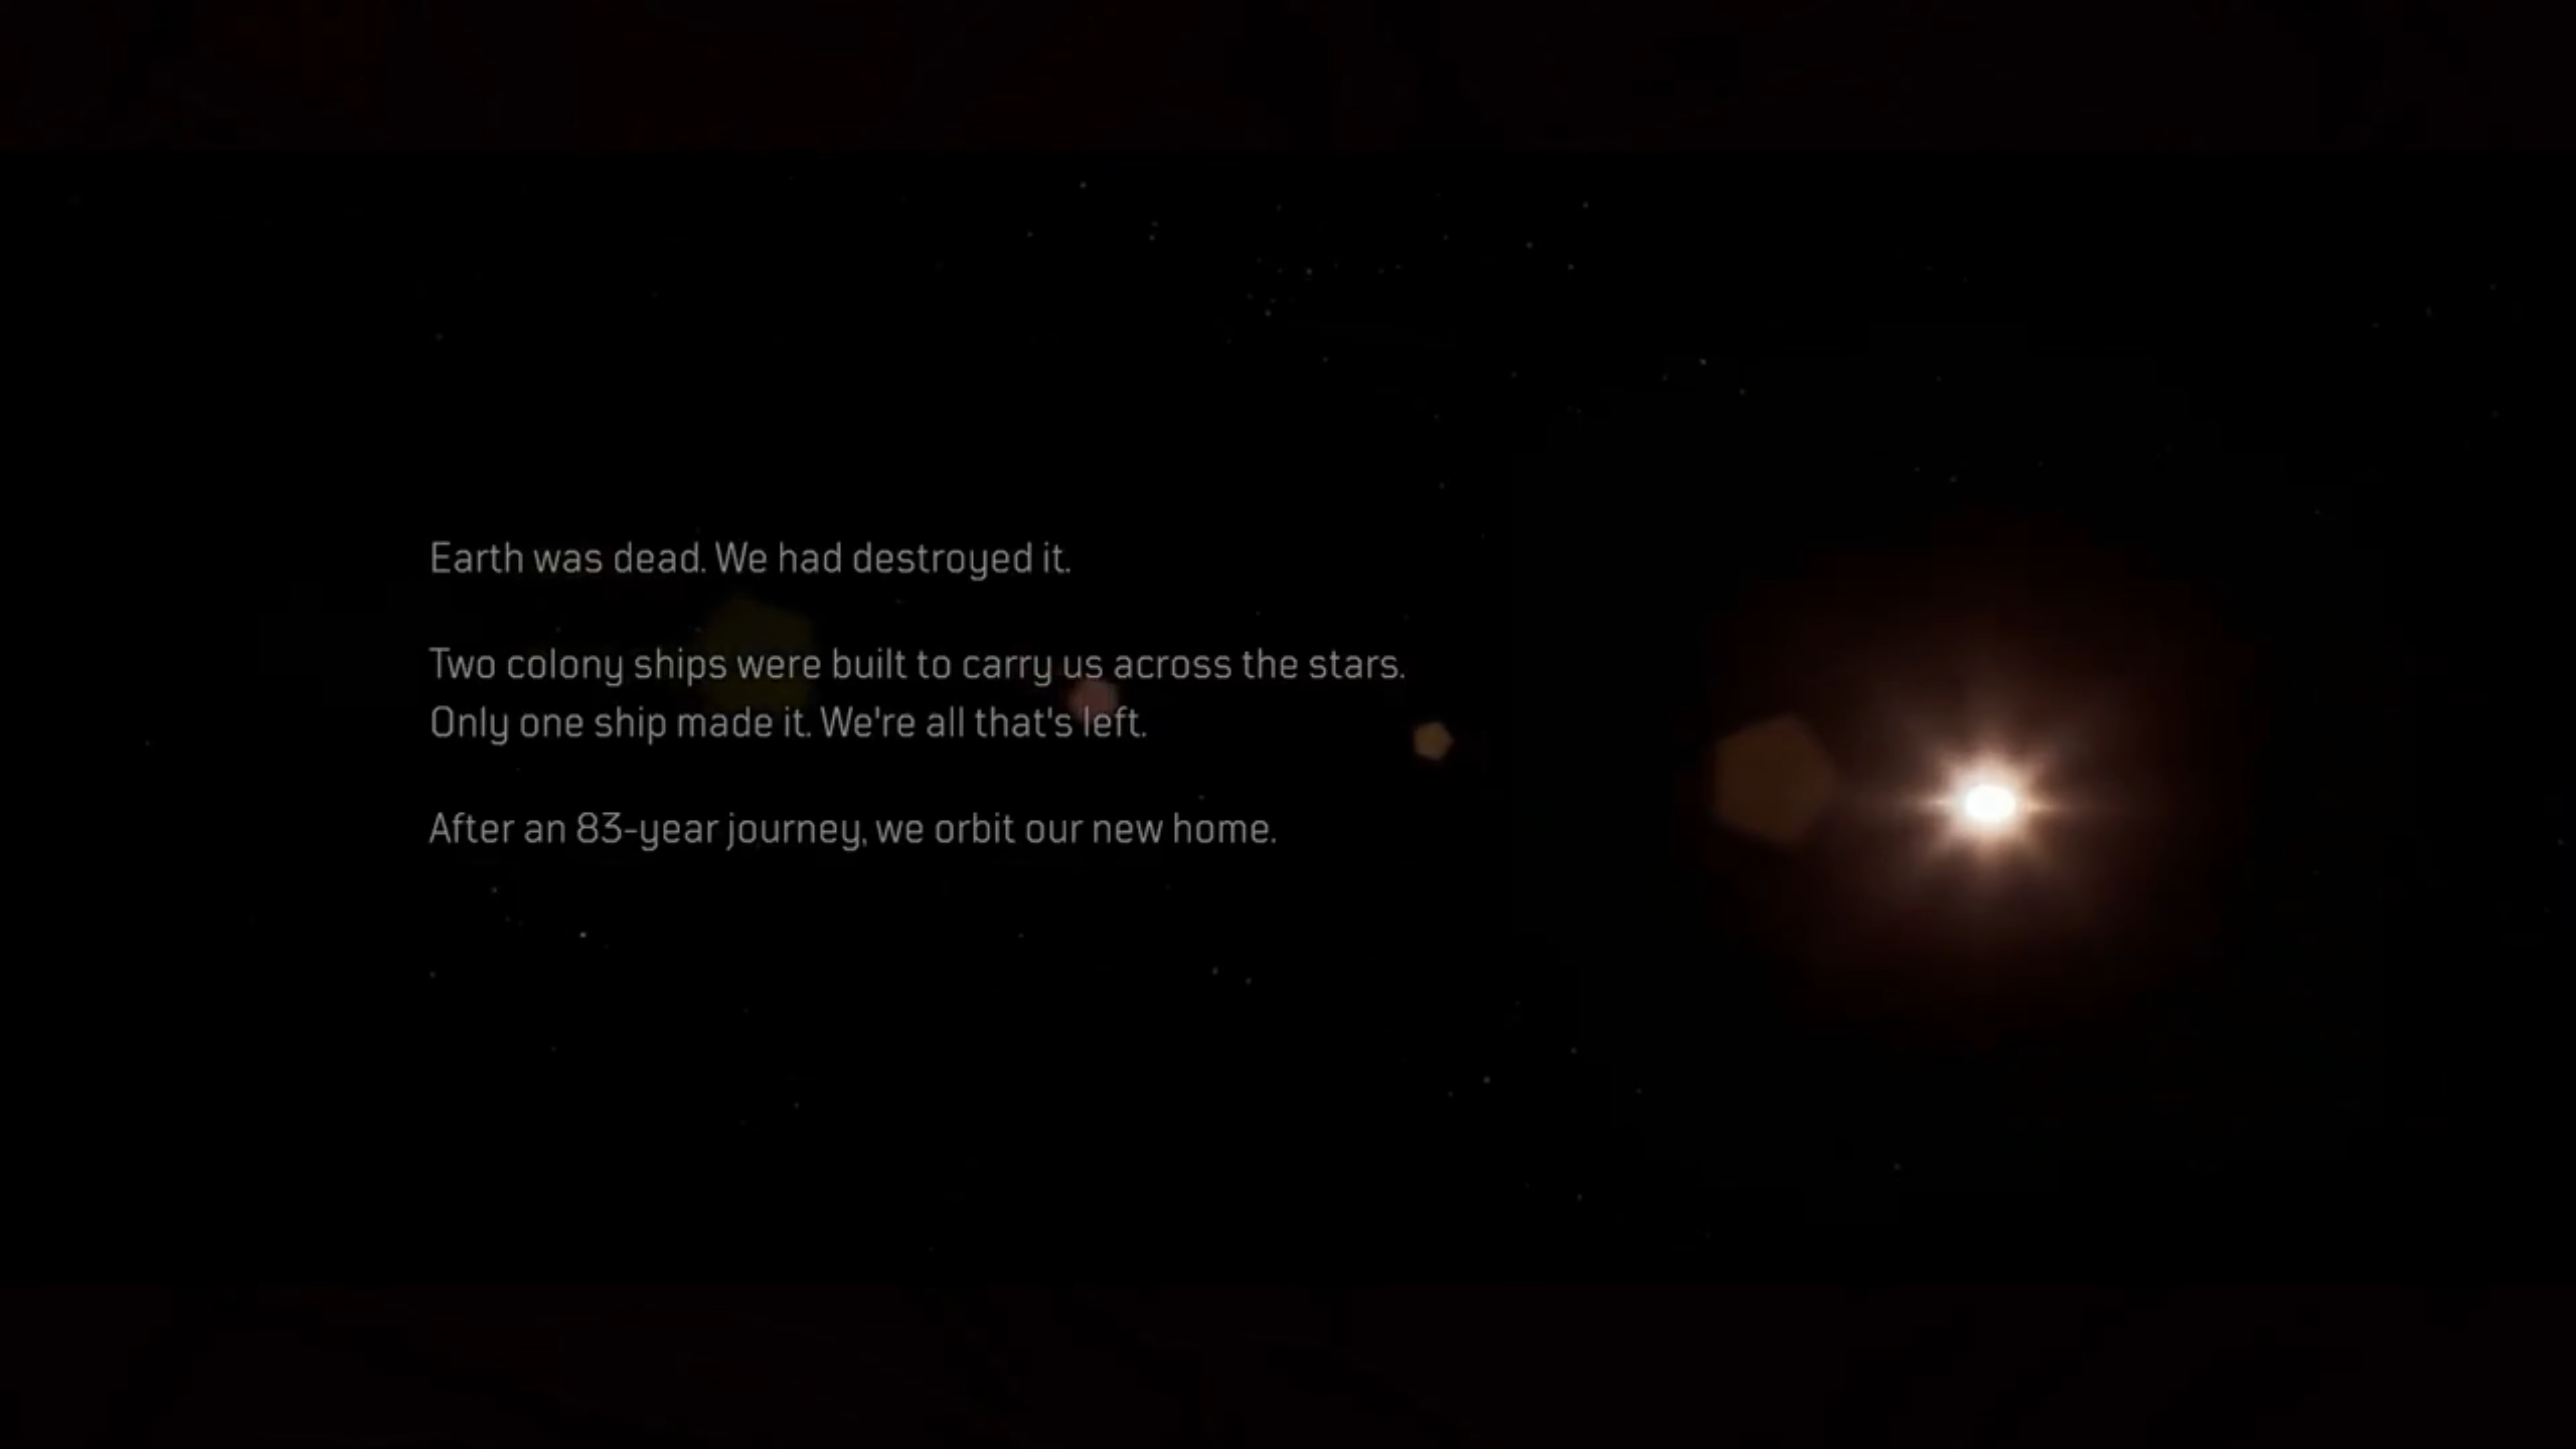 Earth was dead. We had destroyed it.
Two colony ships were built to carry us across the stars.
Only one ship made it. We're all that's left.
After an 83-year journey, we orbit our new home.